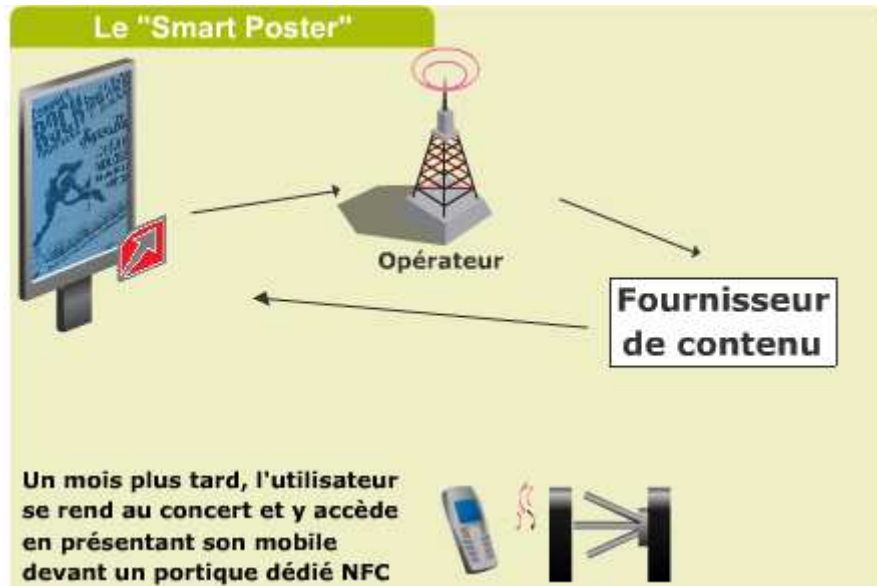 Le "Smart Poster"
Opérateur
Fournisseur
de contenu
Un mois plus tard, l'utilisateur
se rend au concert et y accède
en présentant son mobile
devant un portique dédié NFC